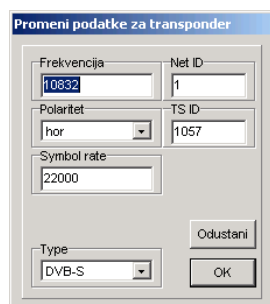 Promeni podatke za transponder
Frekvencija
10832
Net ID
1
Polaritet
hor
TS ID
1057
Symbol rate
22000
Odustani
Type
DVB-S
OK